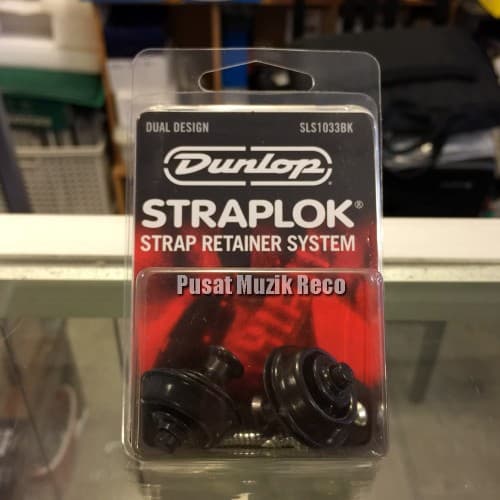 DUAL DESIGN SLS1033BK
Dunlop
STRAPLOK®
STRAP RETAINER SYSTEM
Pusat Muzik Reco